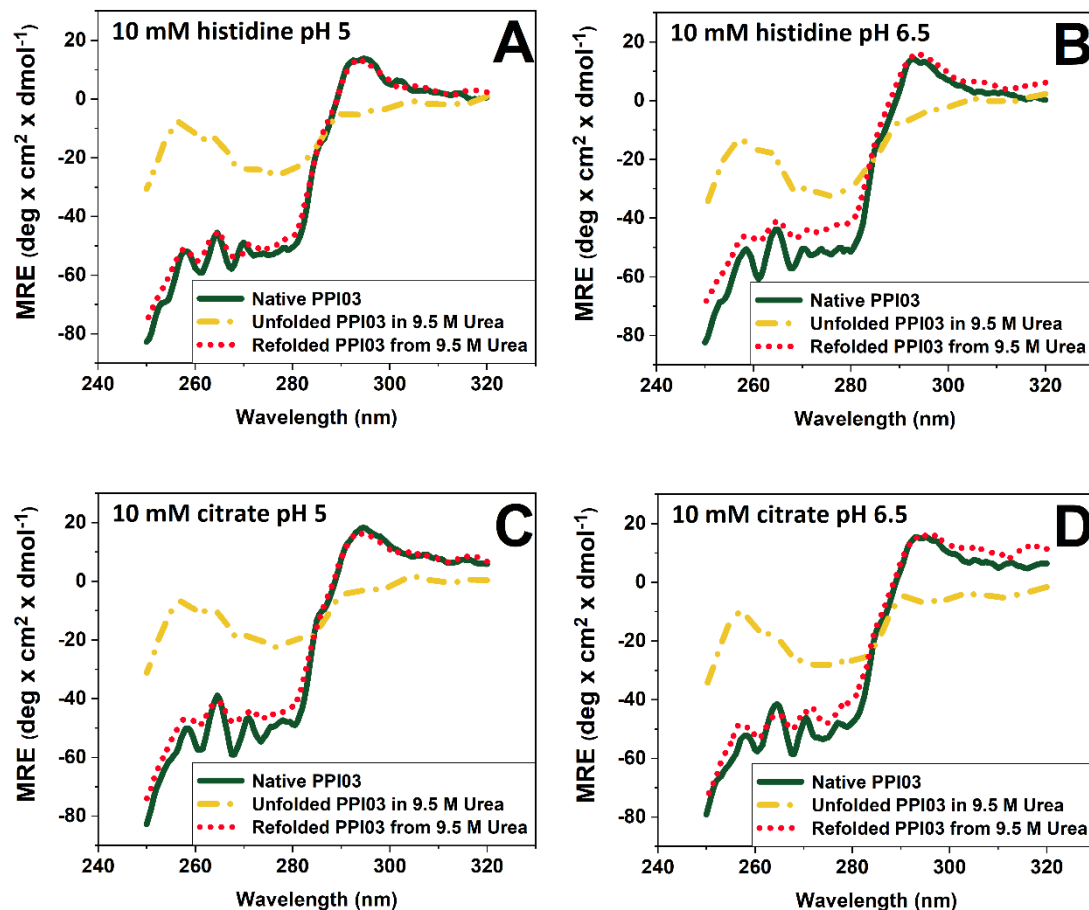 10 mM histidine pH 5
A
MRE (deg x cm² x dmol⁻¹)
20
0
-20
-40
-60
-80
Native PPI03
Unfolded PPI03 in 9.5 M Urea
Refolded PPI03 from 9.5 M Urea
240 260 280 300 320
Wavelength (nm)
10 mM histidine pH 6.5
B
MRE (deg x cm² x dmol⁻¹)
20
0
-20
-40
-60
-80
Native PPI03
Unfolded PPI03 in 9.5 M Urea
Refolded PPI03 from 9.5 M Urea
240 260 280 300 320
Wavelength (nm)
10 mM citrate pH 5
C
MRE (deg x cm² x dmol⁻¹)
20
0
-20
-40
-60
-80
Native PPI03
Unfolded PPI03 in 9.5 M Urea
Refolded PPI03 from 9.5 M Urea
240 260 280 300 320
Wavelength (nm)
10 mM citrate pH 6.5
D
MRE (deg x cm² x dmol⁻¹)
20
0
-20
-40
-60
-80
Native PPI03
Unfolded PPI03 in 9.5 M Urea
Refolded PPI03 from 9.5 M Urea
240 260 280 300 320
Wavelength (nm)